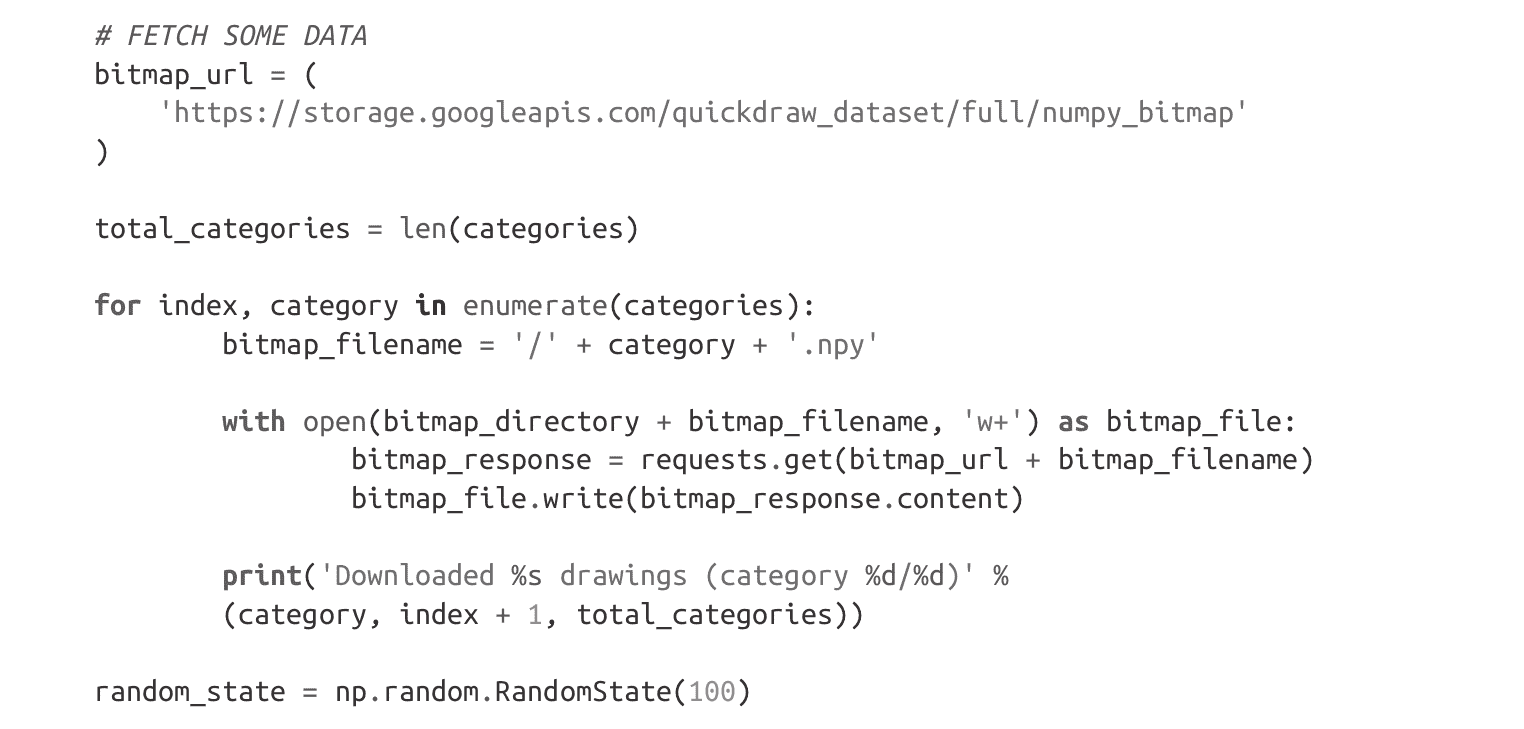 # FETCH SOME DATA
bitmap_url = (
    'https://storage.googleapis.com/quickdraw_dataset/full/numpy_bitmap'
)

total_categories = len(categories)

for index, category in enumerate(categories):
        bitmap_filename = '/' + category + '.npy'

        with open(bitmap_directory + bitmap_filename, 'w+') as bitmap_file:
                bitmap_response = requests.get(bitmap_url + bitmap_filename)
                bitmap_file.write(bitmap_response.content)

        print('Downloaded %s drawings (category %d/%d)' %
        (category, index + 1, total_categories))

random_state = np.random.RandomState(100)